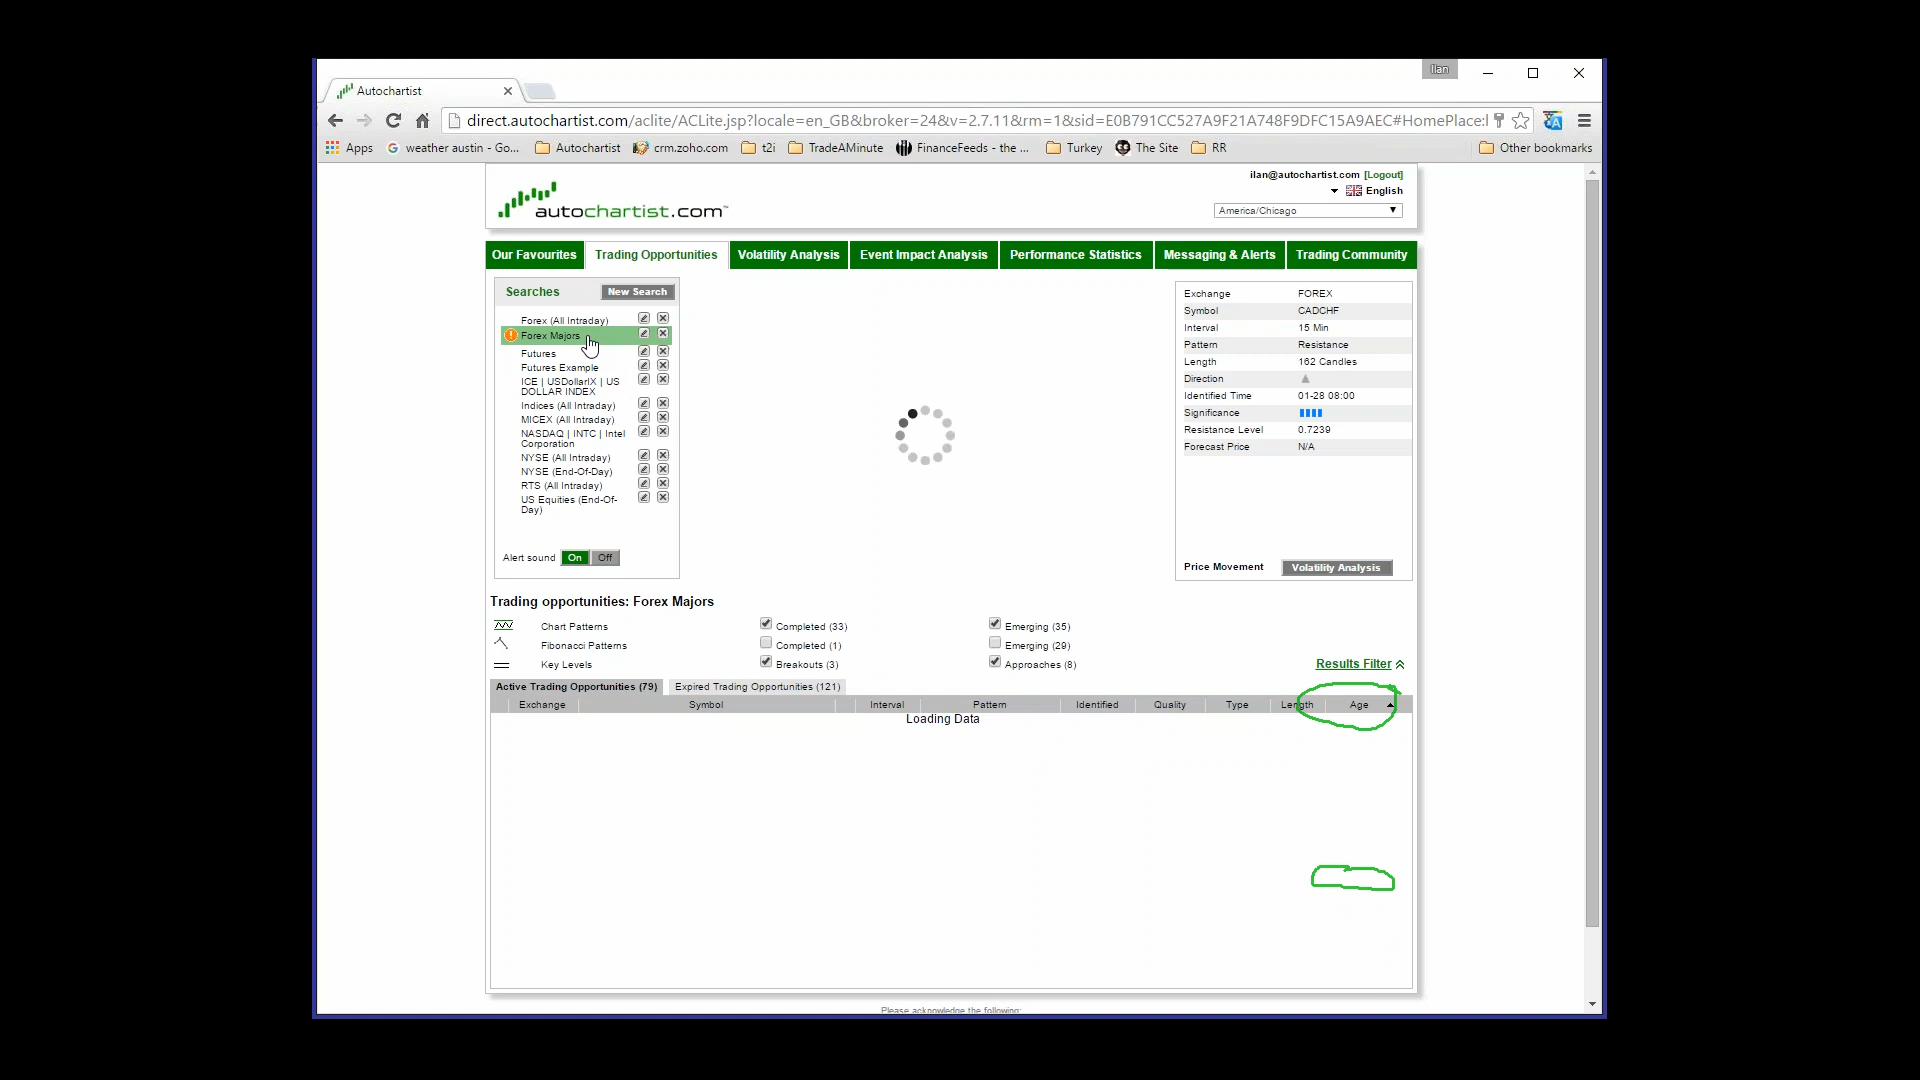 Ilan
Autochartist
direct.autochartist.com/aclite/ACLite.jsp?locale=en_GB&broker=24&v=2.7.11&rm=1&sid=E0B791CC527A9F21A748F9DFC15A9AEC#HomePlace:
Apps weather austin - Go... Autochartist crm.zoho.com t2i TradeAMinute FinanceFeeds - the ... Turkey The Site RR Other bookmarks
ilan@autochartist.com [Logout]
English
autochartist.com™
America/Chicago
Our Favourites Trading Opportunities Volatility Analysis Event Impact Analysis Performance Statistics Messaging & Alerts Trading Community
Searches New Search
Forex (All Intraday)
Forex Majors
Futures
Futures Example
ICE | USDollarIX | US
DOLLAR INDEX
Indices (All Intraday)
MICEX (All Intraday)
NASDAQ | INTC | Intel
Corporation
NYSE (All Intraday)
NYSE (End-Of-Day)
RTS (All Intraday)
US Equities (End-Of-
Day)
Alert sound On Off
Exchange FOREX
Symbol CADCHF
Interval 15 Min
Pattern Resistance
Length 162 Candles
Direction
Identified Time 01-28 08:00
Significance
Resistance Level 0.7239
Forecast Price N/A
Price Movement Volatility Analysis
Trading opportunities: Forex Majors
Chart Patterns Completed (33) Emerging (35)
Fibonacci Patterns Completed (1) Emerging (29)
Key Levels Breakouts (3) Approaches (8)
Results Filter
Active Trading Opportunities (79) Expired Trading Opportunities (121)
Exchange Symbol Interval Pattern Identified Quality Type Length Age
Loading Data
Please acknowledge the following: